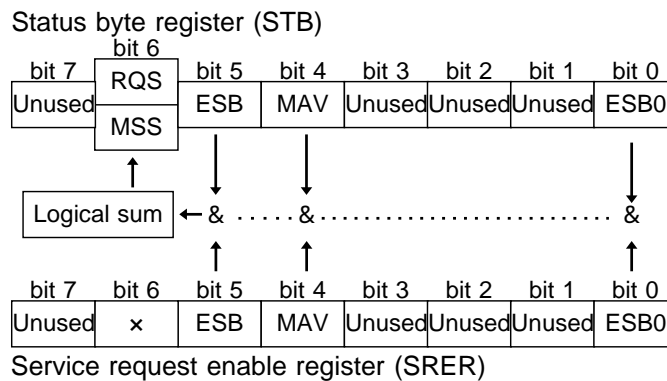 Status byte register (STB)
bit 7 bit 6 bit 5 bit 4 bit 3 bit 2 bit 1 bit 0
Unused RQS ESB MAV Unused Unused Unused ESB0
MSS
Logical sum & ..... & .............................. &
bit 7 bit 6 bit 5 bit 4 bit 3 bit 2 bit 1 bit 0
Unused × ESB MAV Unused Unused Unused ESB0
Service request enable register (SRER)